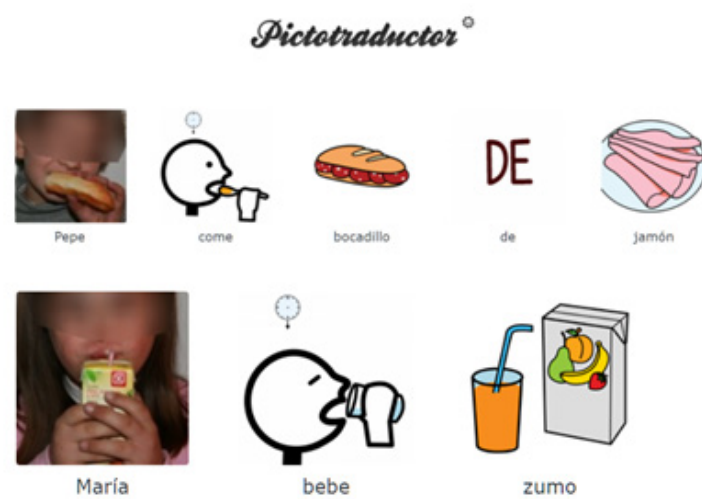 Pictotraductor
Pepe come bocadillo de jamón
DE
María bebe zumo